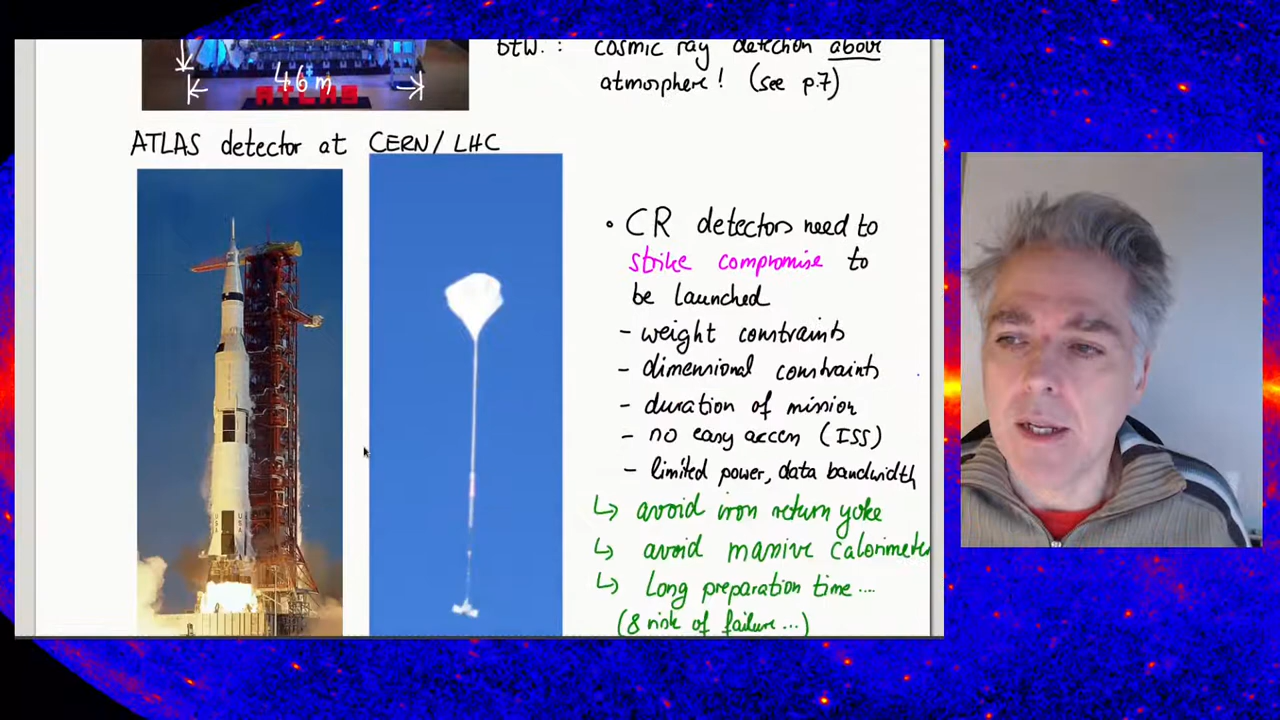 btw. : cosmic ray detection above
46 m
ATLAS
atmosphere! (see p.7)
ATLAS detector at CERN/LHC
• CR detectors need to
strike compromise to
be launched
- weight constraints
- dimensional constraints
- duration of mission
- no easy access (ISS)
- limited power, data bandwidth
↳ avoid iron return yoke
↳ avoid massive calorimeter
↳ Long preparation time ....
(& risk of failure...)
USA
USA